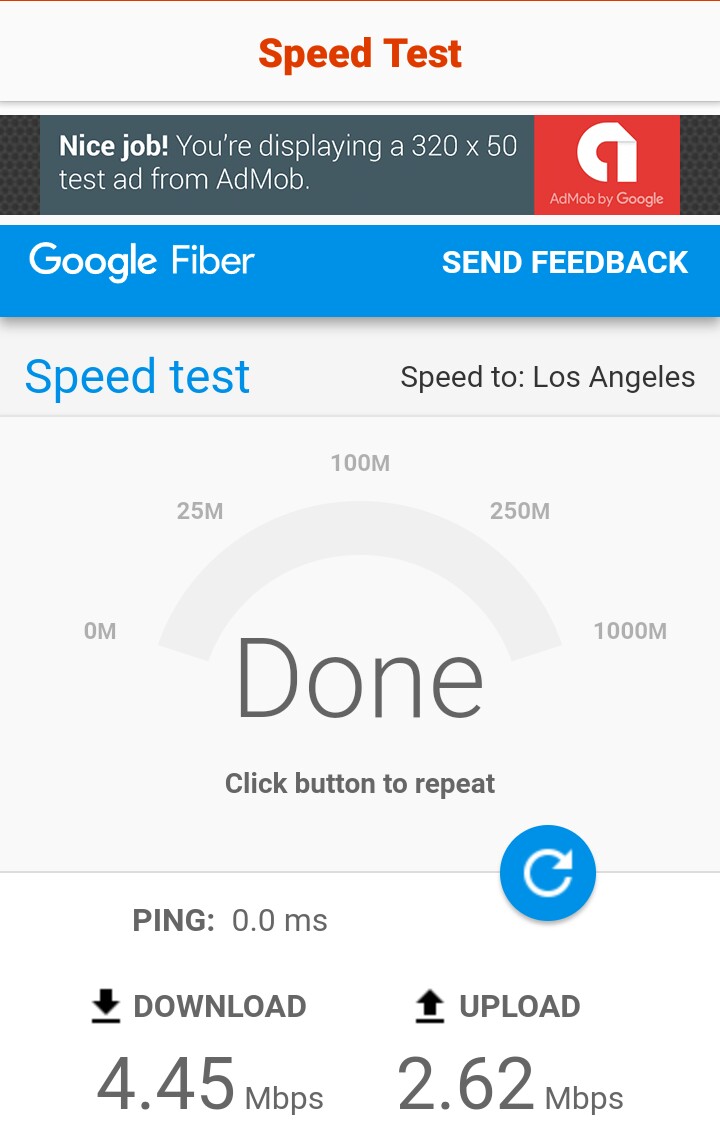 Speed Test
Nice job! You're displaying a 320 x 50
test ad from AdMob.
AdMob by Google
Google Fiber
SEND FEEDBACK
Speed test
Speed to: Los Angeles
100M
25M
250M
0M
1000M
Done
Click button to repeat
PING: 0.0 ms
DOWNLOAD
UPLOAD
4.45 Mbps
2.62 Mbps